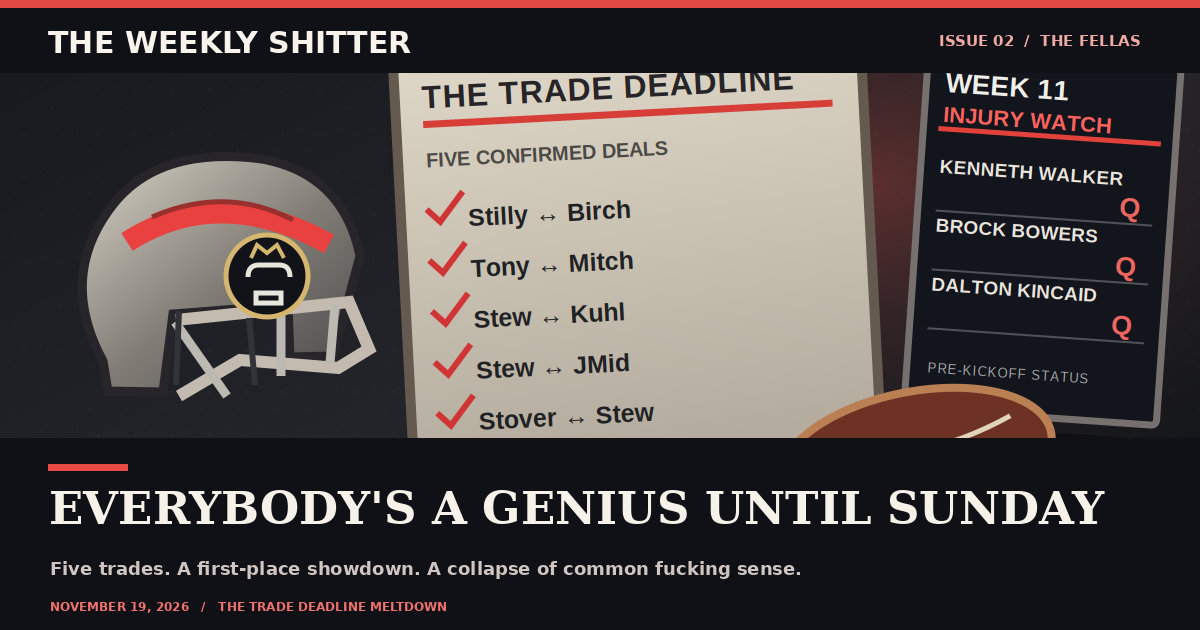 THE WEEKLY SHITTER
ISSUE 02 / THE FELLAS
THE TRADE DEADLINE
FIVE CONFIRMED DEALS
Stilly ↔ Birch
Tony ↔ Mitch
Stew ↔ Kuhl
Stew ↔ JMid
Stover ↔ Stew
WEEK 11
INJURY WATCH
KENNETH WALKER
Q
BROCK BOWERS
Q
DALTON KINCAID
Q
PRE-KICKOFF STATUS
EVERYBODY'S A GENIUS UNTIL SUNDAY
Five trades. A first-place showdown. A collapse of common fucking sense.
NOVEMBER 19, 2026 / THE TRADE DEADLINE MELTDOWN